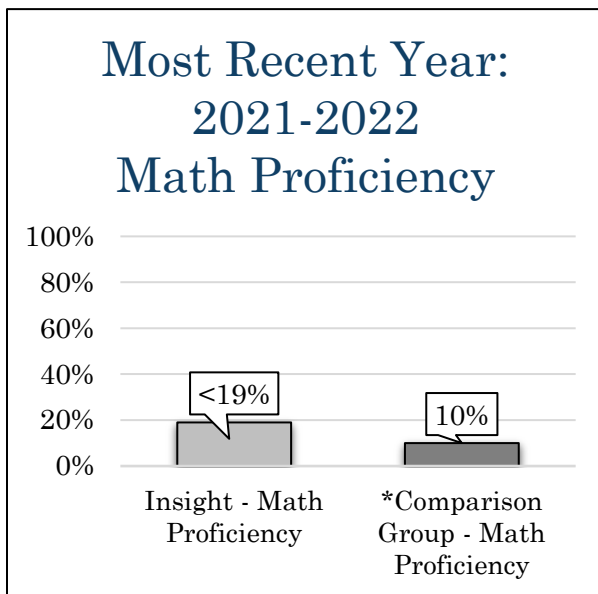 Most Recent Year:
2021-2022
Math Proficiency
100%
80%
60%
40%
20%
0%
<19%
10%
Insight - Math
Proficiency
*Comparison
Group - Math
Proficiency